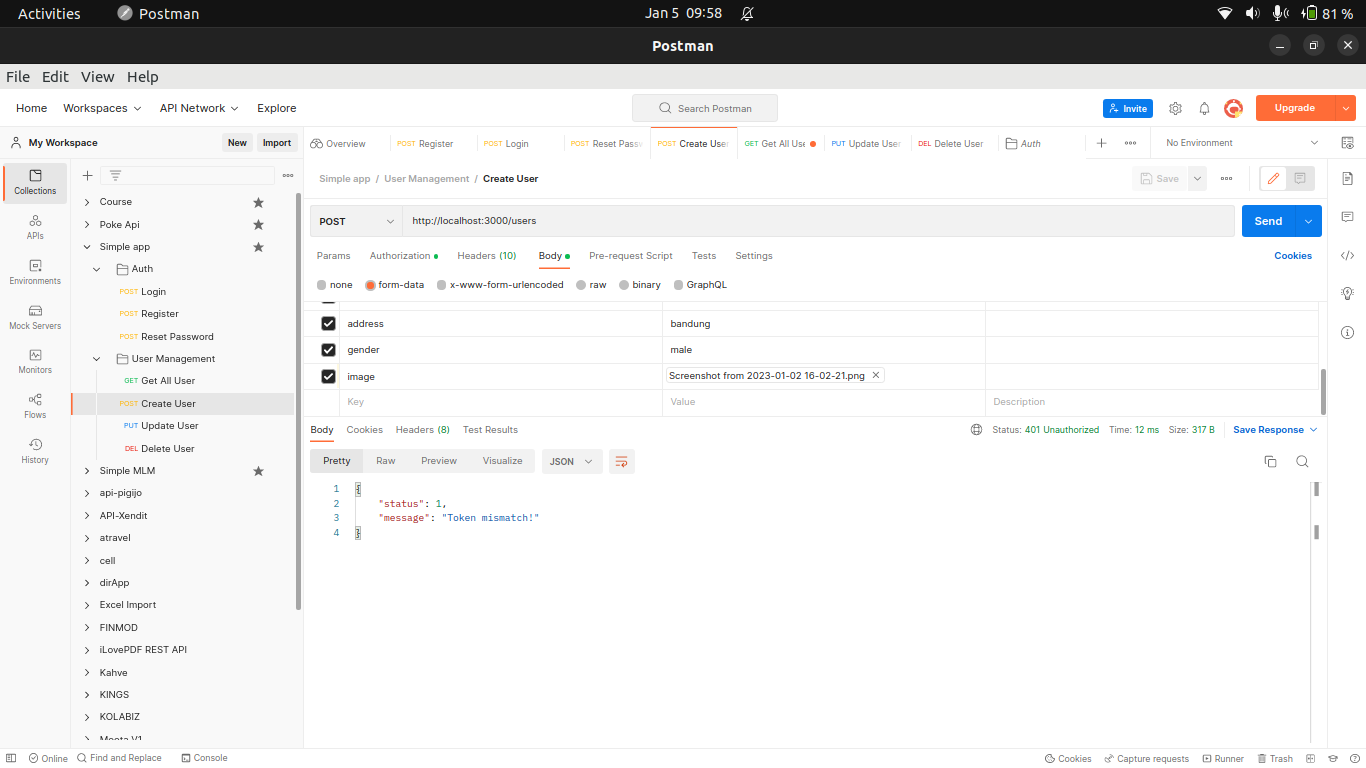 Activities Postman Jan 5 09:58 81 %
Postman
File Edit View Help
Home Workspaces API Network Explore Search Postman Invite Upgrade
My Workspace New Import
Overview POST Register POST Login POST Reset Passw POST Create User GET Get All Use PUT Update User DEL Delete User Auth No Environment
Collections
APIs
Environments
Mock Servers
Monitors
Flows
History
Course
Poke Api
Simple app
Auth
POST Login
POST Register
POST Reset Password
User Management
GET Get All User
POST Create User
PUT Update User
DEL Delete User
Simple MLM
api-pigijo
API-Xendit
atravel
cell
dirApp
Excel Import
FINMOD
iLovePDF REST API
Kahve
KINGS
KOLABIZ
Simple app / User Management / Create User Save
POST http://localhost:3000/users Send
Params Authorization Headers (10) Body Pre-request Script Tests Settings Cookies
none form-data x-www-form-urlencoded raw binary GraphQL
address bandung
gender male
image Screenshot from 2023-01-02 16-02-21.png
Key Value Description
Body Cookies Headers (8) Test Results Status: 401 Unauthorized Time: 12 ms Size: 317 B Save Response
Pretty Raw Preview Visualize JSON
1 {
2 "status": 1,
3 "message": "Token mismatch!"
4 }
Online Find and Replace Console Cookies Capture requests Runner Trash